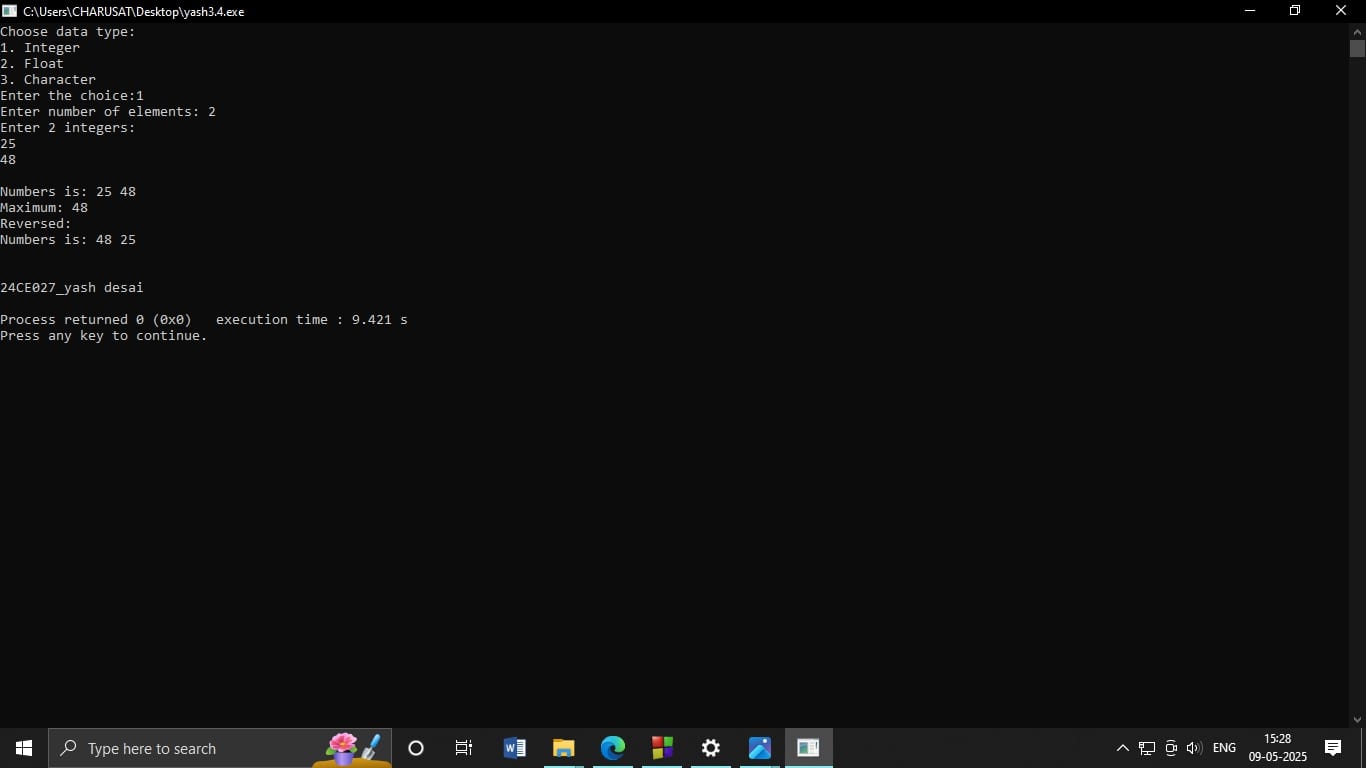 C:\Users\CHARUSAT\Desktop\yash3.4.exe
Choose data type:
1. Integer
2. Float
3. Character
Enter the choice:1
Enter number of elements: 2
Enter 2 integers:
25
48
Numbers is: 25 48
Maximum: 48
Reversed:
Numbers is: 48 25
24CE027_yash desai
Process returned 0 (0x0)   execution time : 9.421 s
Press any key to continue.
Type here to search
ENG
15:28
09-05-2025